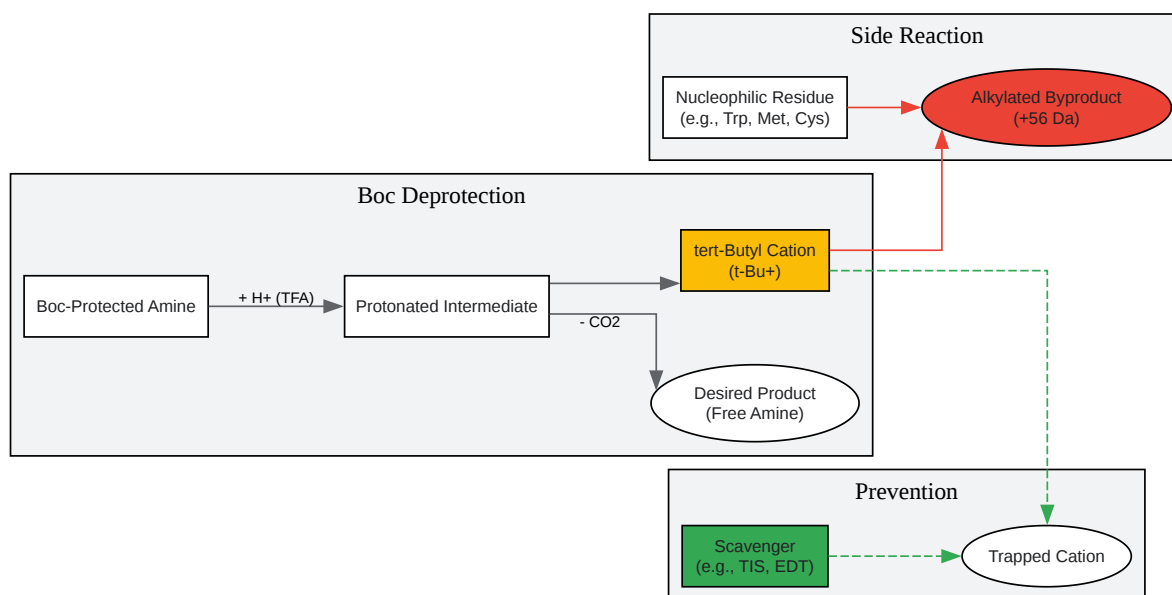 Side Reaction
Nucleophilic Residue
(e.g., Trp, Met, Cys)
Alkylated Byproduct
(+56 Da)
Boc Deprotection
tert-Butyl Cation
(t-Bu+)
Boc-Protected Amine
+ H+ (TFA)
Protonated Intermediate
- CO2
Desired Product
(Free Amine)
Prevention
Scavenger
(e.g., TIS, EDT)
Trapped Cation